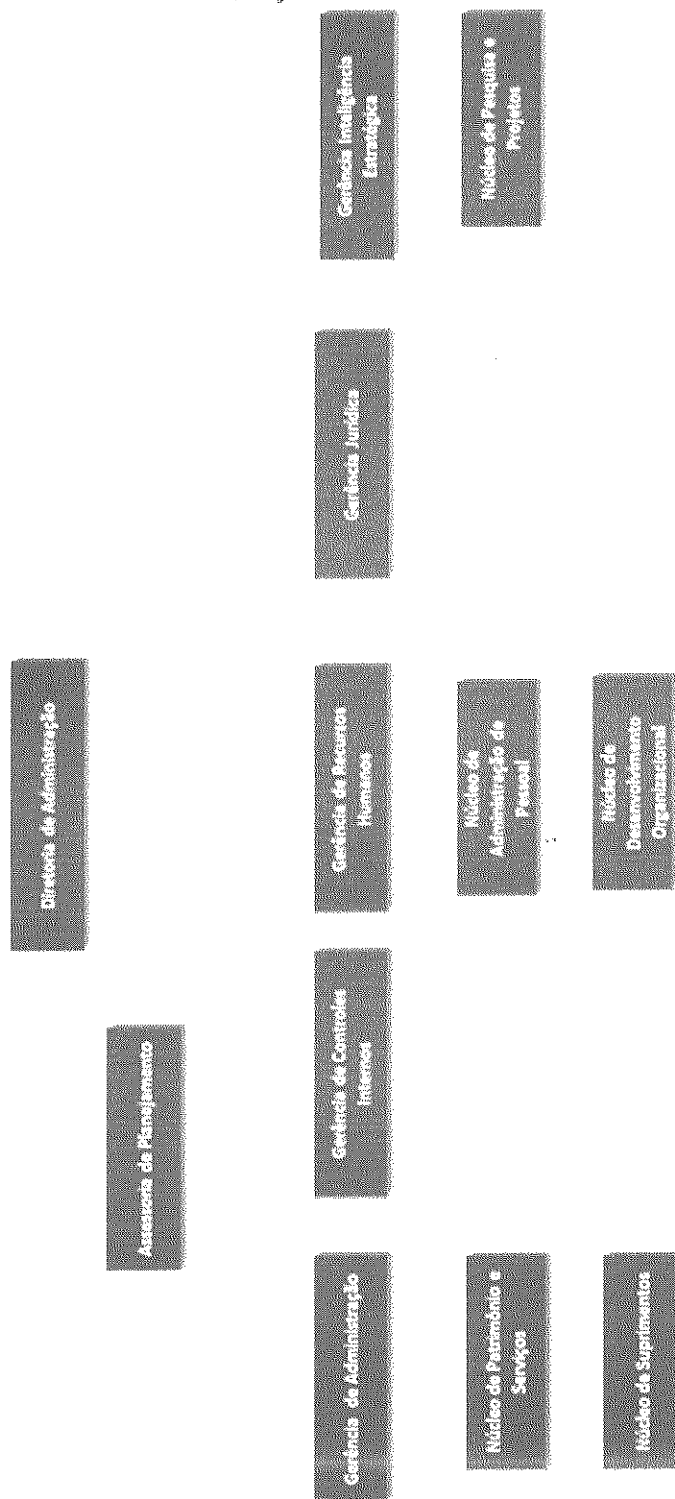 Diretoria de Administração
Assessoria de Planejamento
Gerência de Administração
Gerência de Controles
Internos
Gerência de Recursos
Humanos
Gerência Jurídica
Gerência Inteligência
Estratégica
Núcleo de Patrimônio e
Serviços
Núcleo de
Administração de
Pessoal
Núcleo de Pesquisa e
Projetos
Núcleo de Suprimentos
Núcleo de
Desenvolvimento
Organizacional